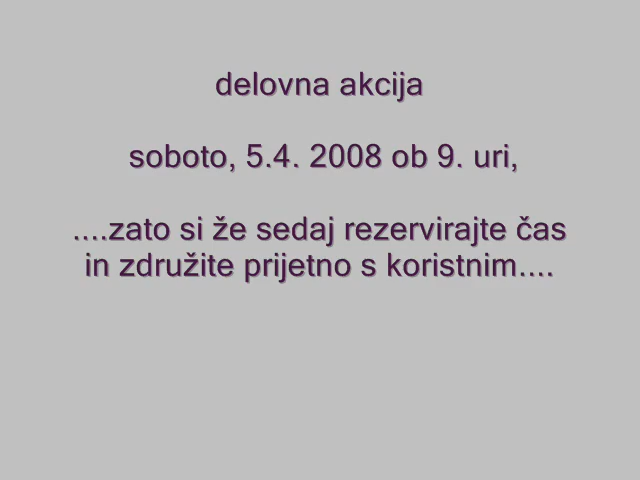 delovna akcija
soboto, 5.4. 2008 ob 9. uri,
....zato si že sedaj rezervirajte čas
in združite prijetno s koristnim....